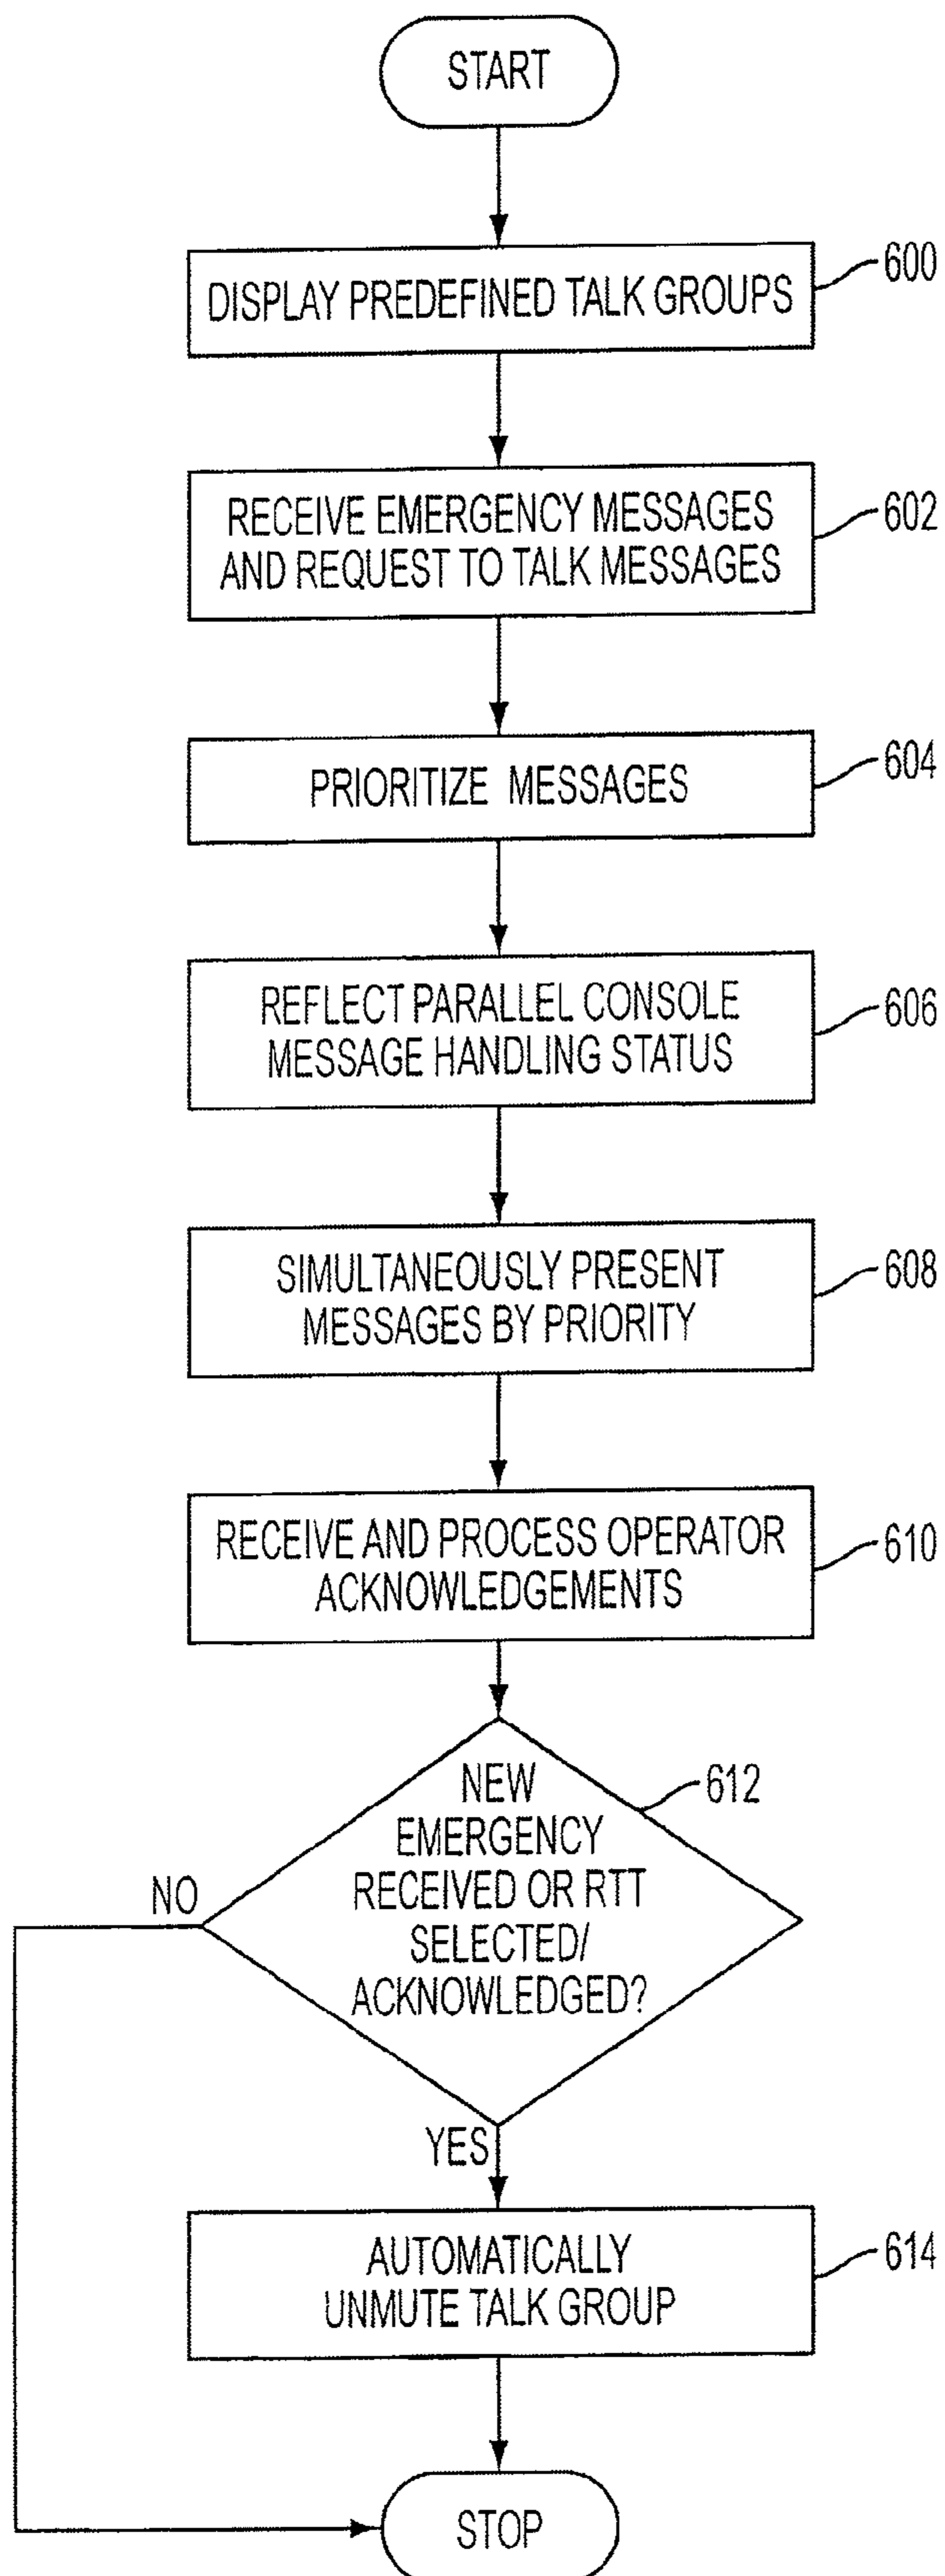 START
DISPLAY PREDEFINED TALK GROUPS
600
RECEIVE EMERGENCY MESSAGES
AND REQUEST TO TALK MESSAGES
602
PRIORITIZE MESSAGES
604
REFLECT PARALLEL CONSOLE
MESSAGE HANDLING STATUS
606
SIMULTANEOUSLY PRESENT
MESSAGES BY PRIORITY
608
RECEIVE AND PROCESS OPERATOR
ACKNOWLEDGEMENTS
610
NEW
EMERGENCY
RECEIVED OR RTT
SELECTED/
ACKNOWLEDGED?
612
NO
YES
AUTOMATICALLY
UNMUTE TALK GROUP
614
STOP